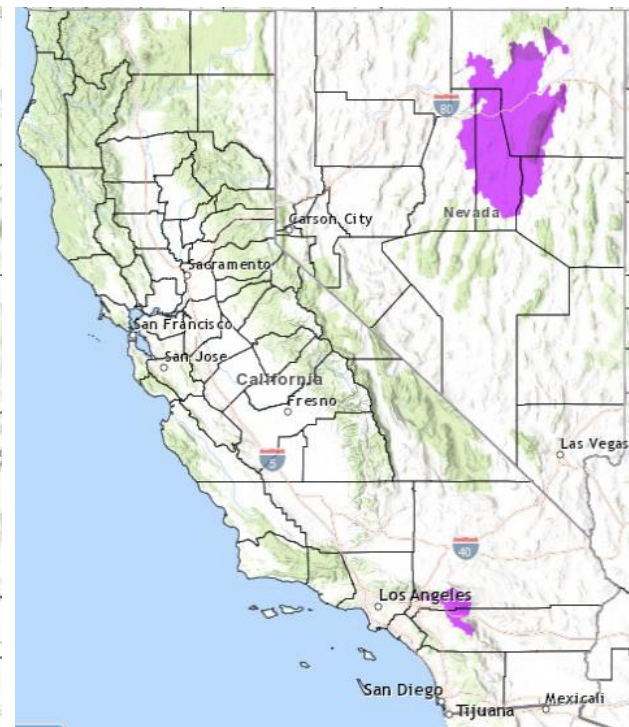 80
Carson City
Nevada
Sacramento
San Francisco
San Jose
California
Fresno
5
Las Vegas
40
Los Angeles
San Diego
Tijuana
Mexicali